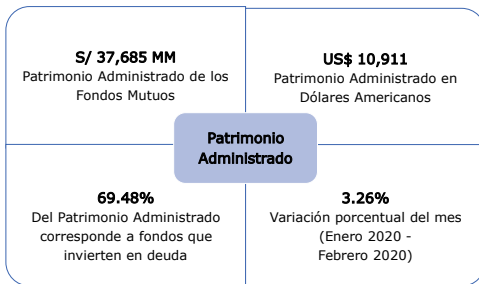 S/ 37,685 MM
Patrimonio Administrado de los
Fondos Mutuos
US$ 10,911
Patrimonio Administrado en
Dólares Americanos
Patrimonio
Administrado
69.48%
Del Patrimonio Administrado
corresponde a fondos que
invierten en deuda
3.26%
Variación porcentual del mes
(Enero 2020 -
Febrero 2020)